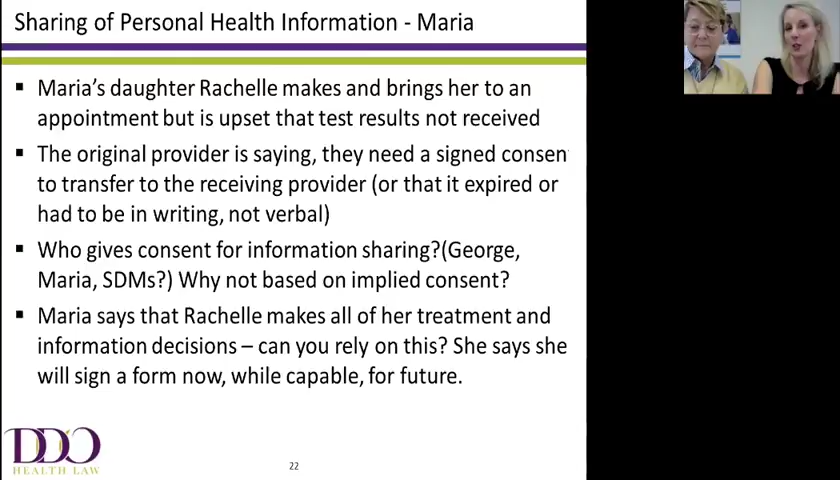 Sharing of Personal Health Information - Maria
▪ Maria's daughter Rachelle makes and brings her to an
appointment but is upset that test results not received
▪ The original provider is saying, they need a signed consen
to transfer to the receiving provider (or that it expired or
had to be in writing, not verbal)
▪ Who gives consent for information sharing?(George,
Maria, SDMs?) Why not based on implied consent?
▪ Maria says that Rachelle makes all of her treatment and
information decisions – can you rely on this? She says she
will sign a form now, while capable, for future.
DDO
HEALTH LAW
22